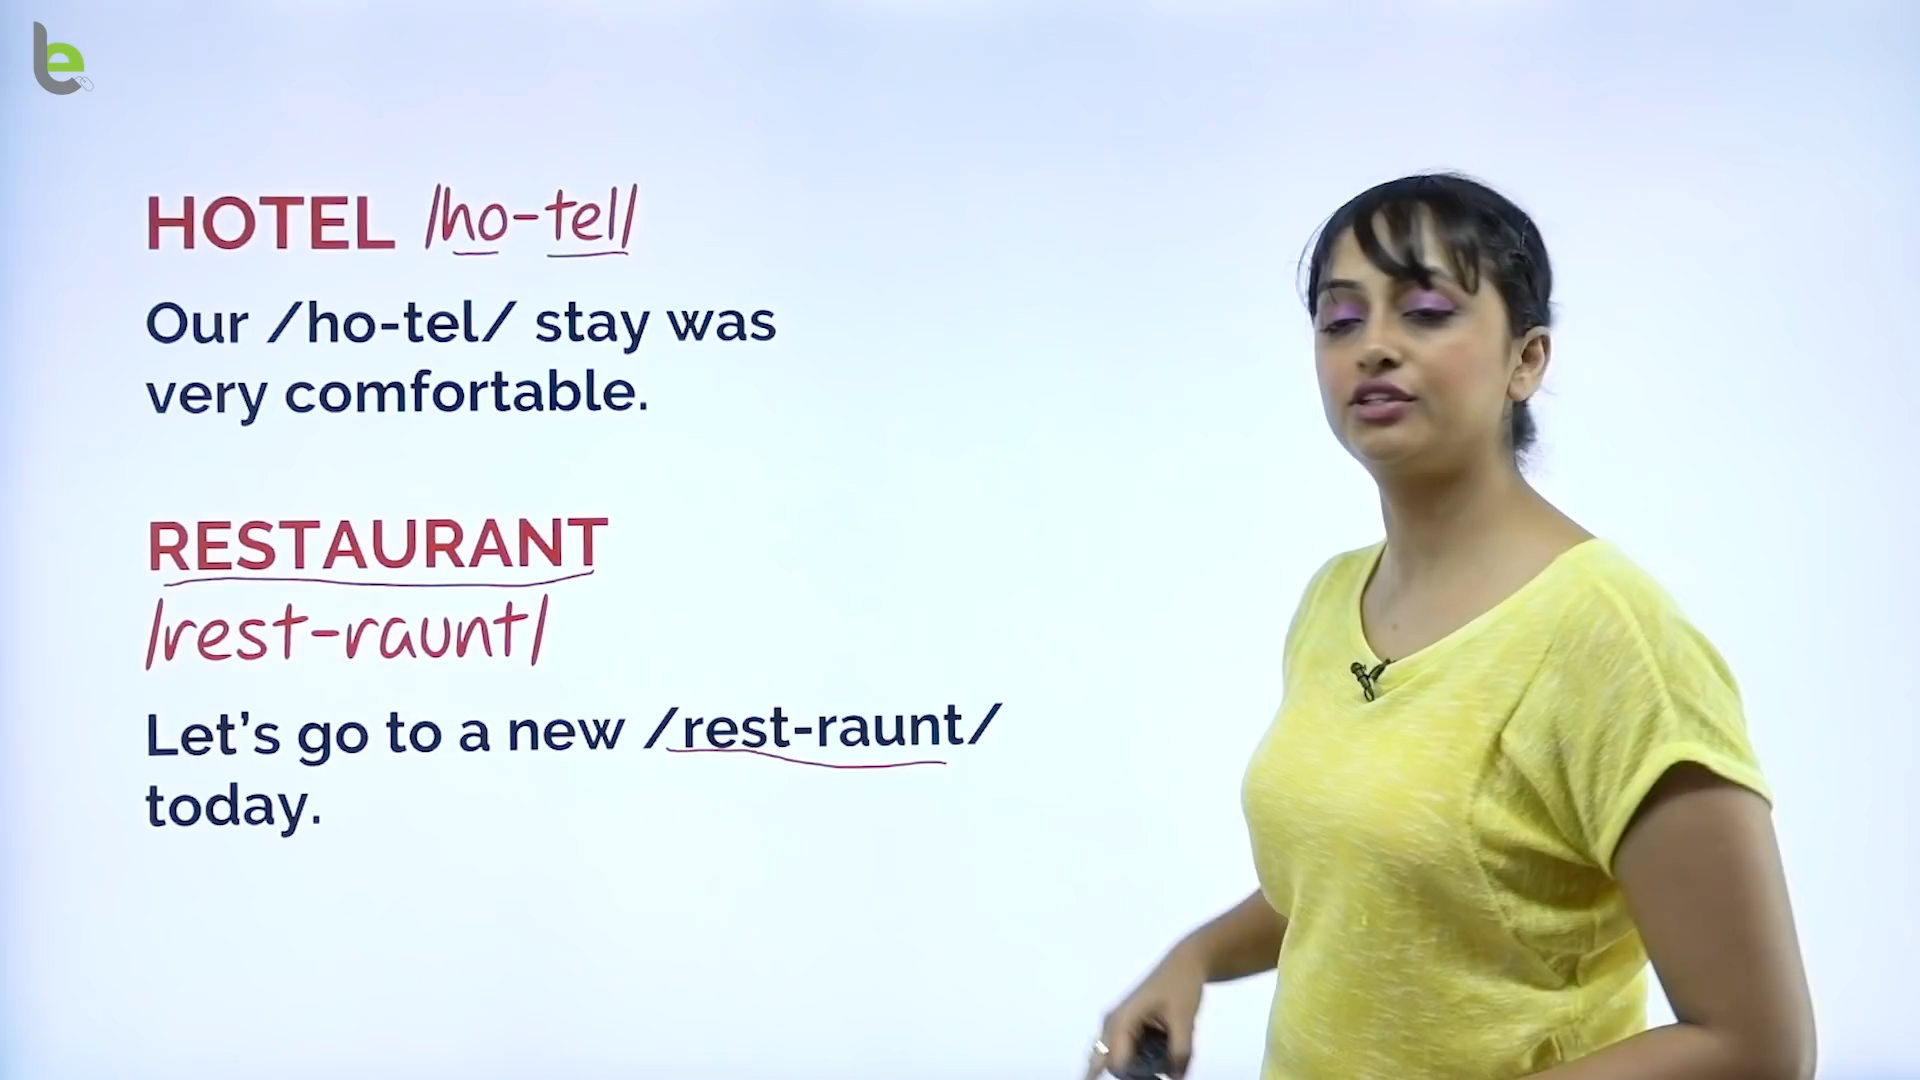 HOTEL /ho-tell/
Our /ho-tel/ stay was
very comfortable.
RESTAURANT
/rest-raunt/
Let's go to a new /rest-raunt/
today.